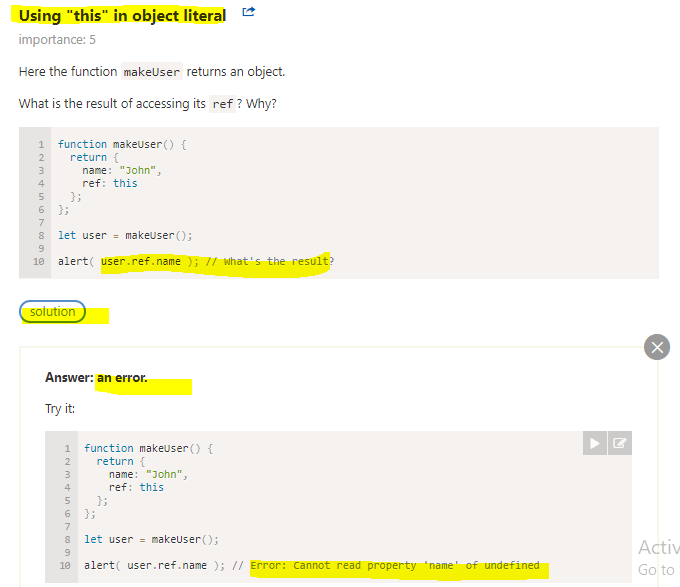 Using "this" in object literal
importance: 5
Here the function makeUser returns an object.
What is the result of accessing its ref? Why?
1 function makeUser() {
2 return {
3 name: "John",
4 ref: this
5 };
6 };
7
8 let user = makeUser();
9
10 alert( user.ref.name ); // What's the result?
solution
Answer: an error.
Try it:
1 function makeUser() {
2 return {
3 name: "John",
4 ref: this
5 };
6 };
7
8 let user = makeUser();
9
10 alert( user.ref.name ); // Error: Cannot read property 'name' of undefined
Activ
Go to